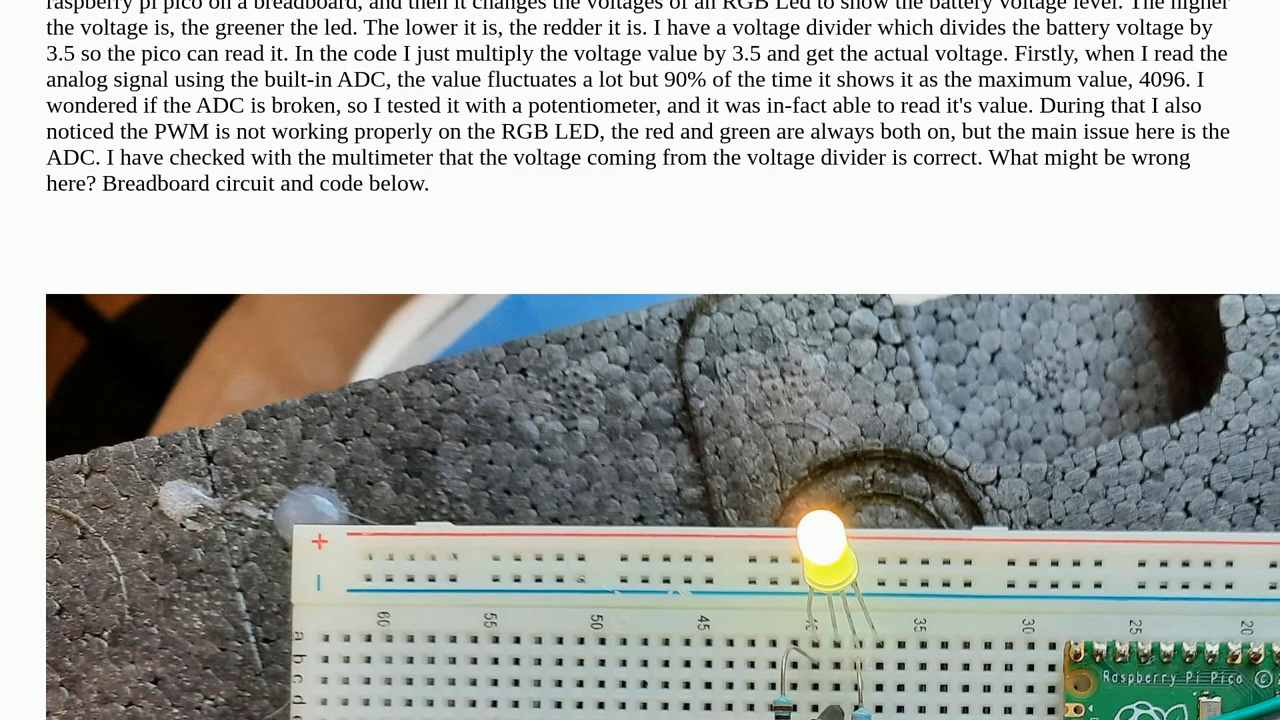 raspberry pi pico on a breadboard, and then it changes the voltages of an RGB Led to show the battery voltage level. The higher
the voltage is, the greener the led. The lower it is, the redder it is. I have a voltage divider which divides the battery voltage by
3.5 so the pico can read it. In the code I just multiply the voltage value by 3.5 and get the actual voltage. Firstly, when I read the
analog signal using the built-in ADC, the value fluctuates a lot but 90% of the time it shows it as the maximum value, 4096. I
wondered if the ADC is broken, so I tested it with a potentiometer, and it was in-fact able to read it's value. During that I also
noticed the PWM is not working properly on the RGB LED, the red and green are always both on, but the main issue here is the
ADC. I have checked with the multimeter that the voltage coming from the voltage divider is correct. What might be wrong
here? Breadboard circuit and code below.
+
-
60 55 50 45 40 35 30 25 20
a
b
c
d
Raspberry Pi Pico ©